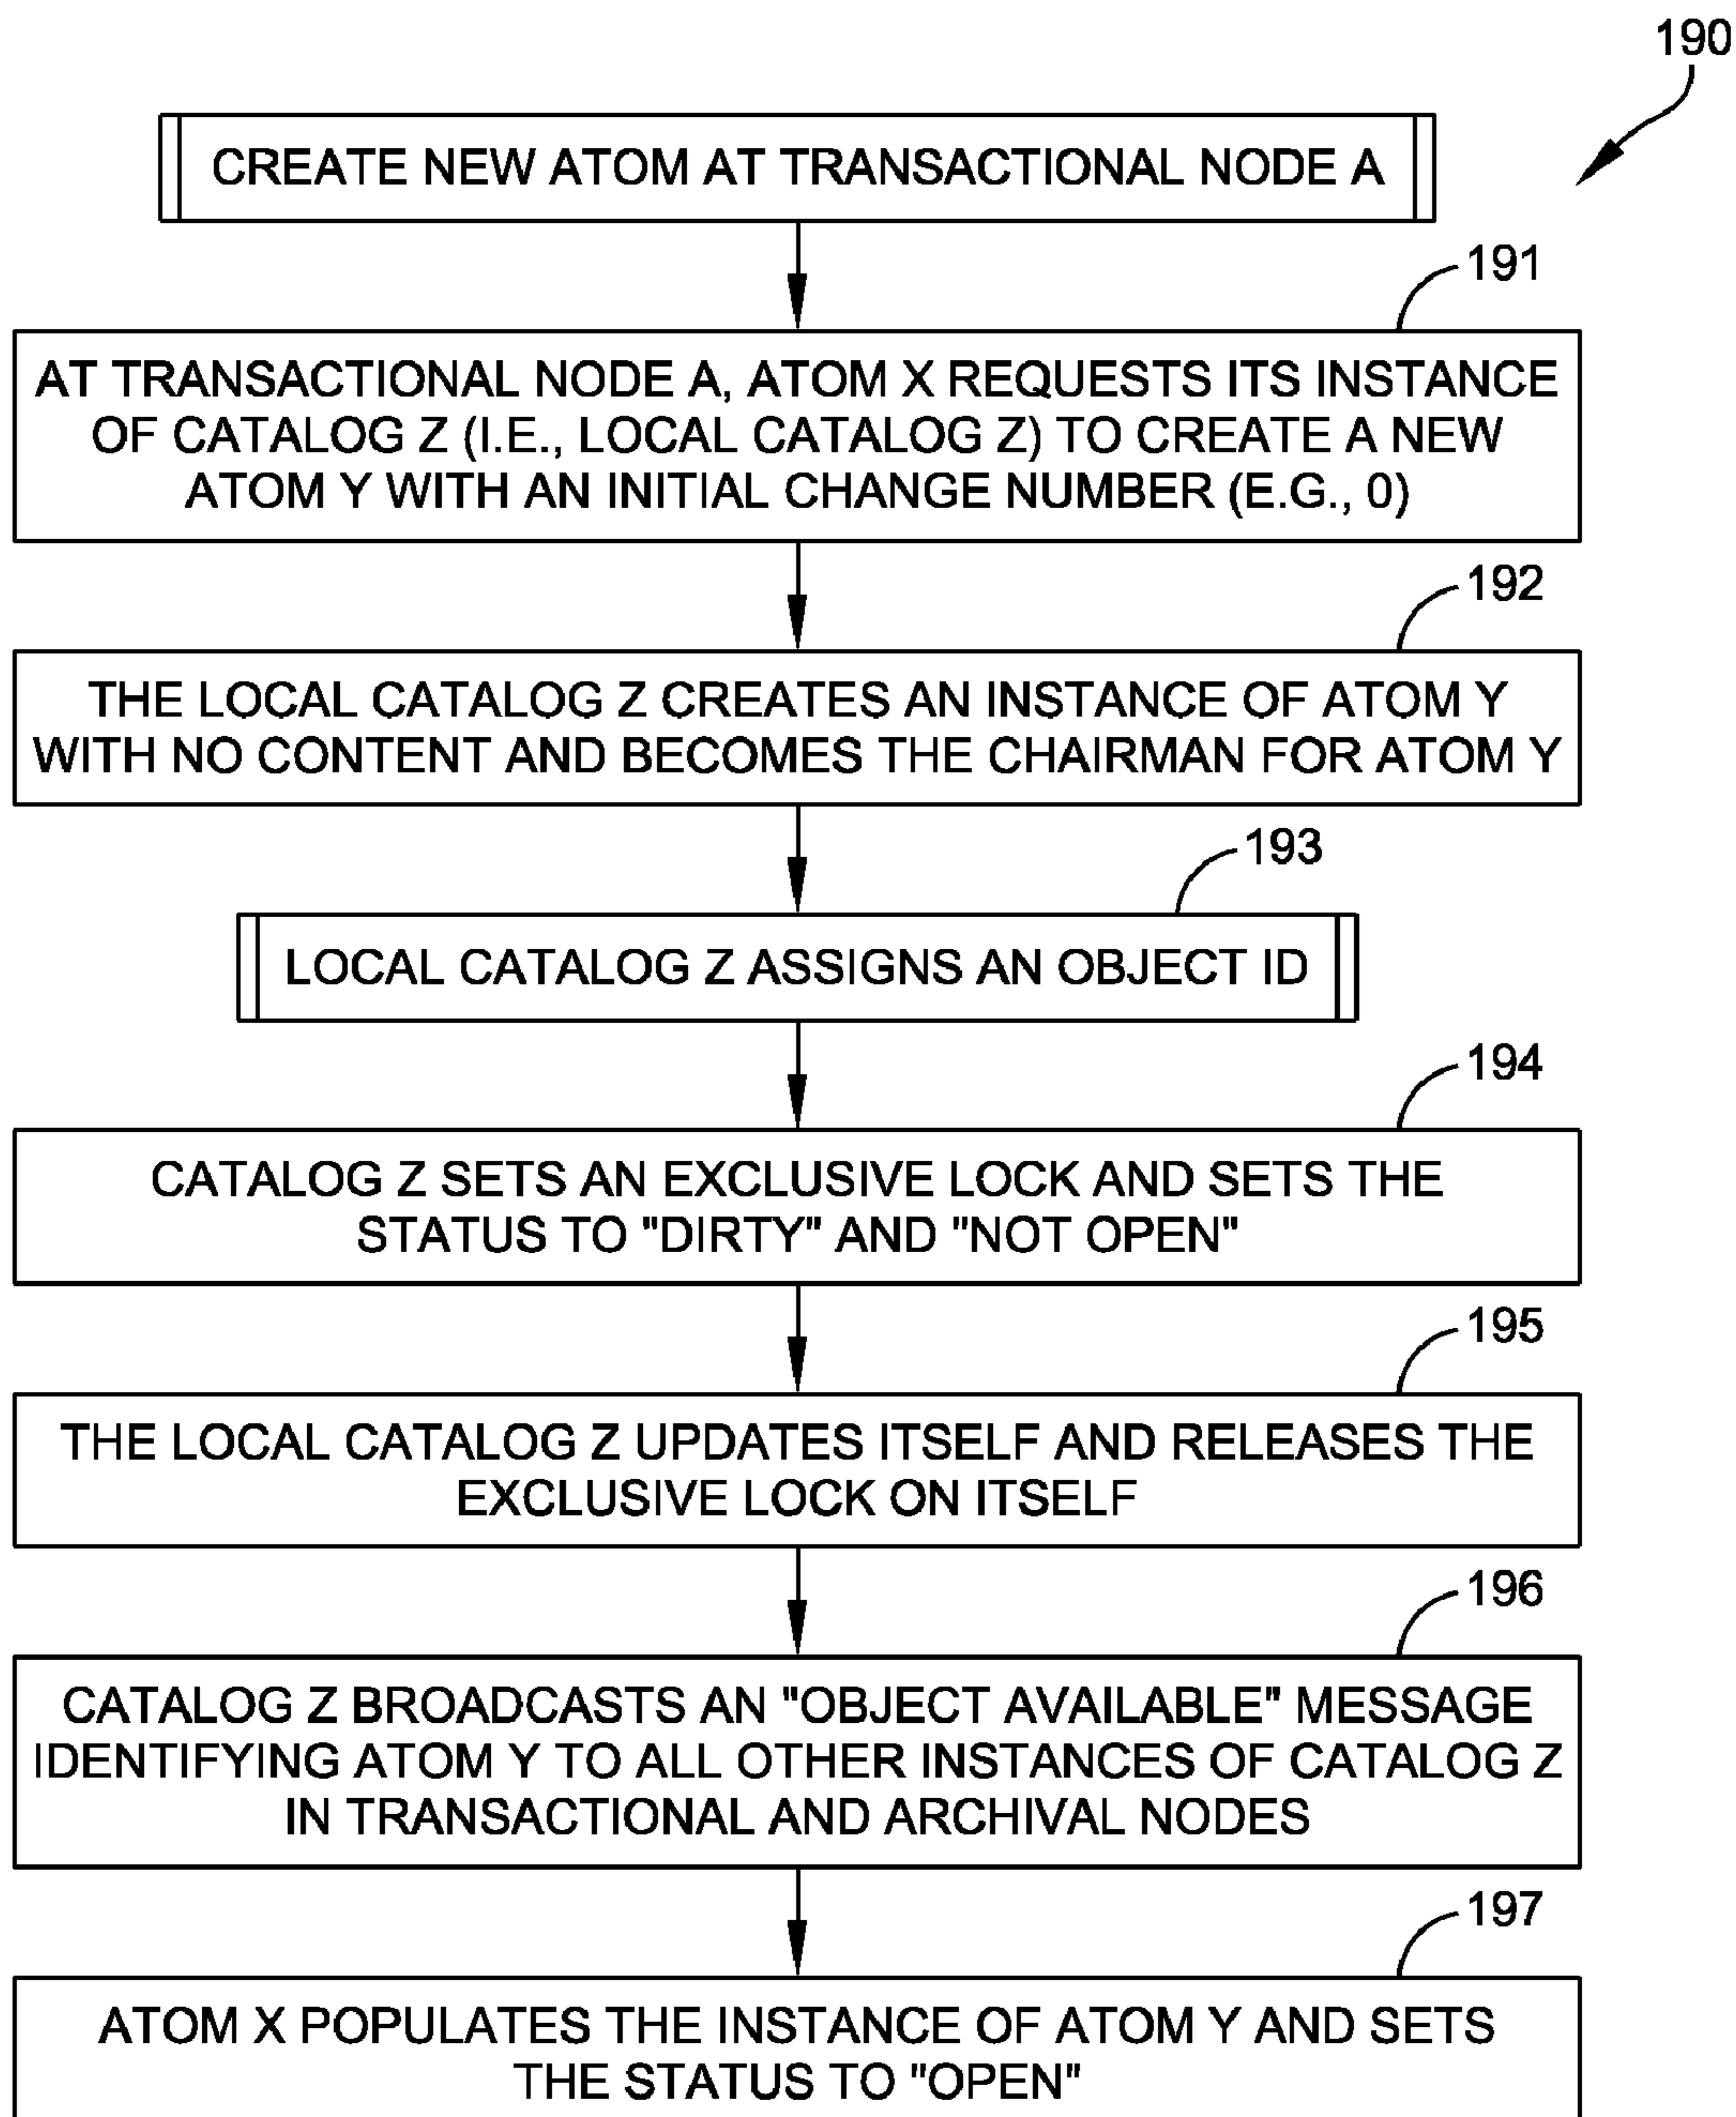 190
CREATE NEW ATOM AT TRANSACTIONAL NODE A
191
AT TRANSACTIONAL NODE A, ATOM X REQUESTS ITS INSTANCE
OF CATALOG Z (I.E., LOCAL CATALOG Z) TO CREATE A NEW
ATOM Y WITH AN INITIAL CHANGE NUMBER (E.G., 0)
192
THE LOCAL CATALOG Z CREATES AN INSTANCE OF ATOM Y
WITH NO CONTENT AND BECOMES THE CHAIRMAN FOR ATOM Y
193
LOCAL CATALOG Z ASSIGNS AN OBJECT ID
194
CATALOG Z SETS AN EXCLUSIVE LOCK AND SETS THE
STATUS TO "DIRTY" AND "NOT OPEN"
195
THE LOCAL CATALOG Z UPDATES ITSELF AND RELEASES THE
EXCLUSIVE LOCK ON ITSELF
196
CATALOG Z BROADCASTS AN "OBJECT AVAILABLE" MESSAGE
IDENTIFYING ATOM Y TO ALL OTHER INSTANCES OF CATALOG Z
IN TRANSACTIONAL AND ARCHIVAL NODES
197
ATOM X POPULATES THE INSTANCE OF ATOM Y AND SETS
THE STATUS TO "OPEN"